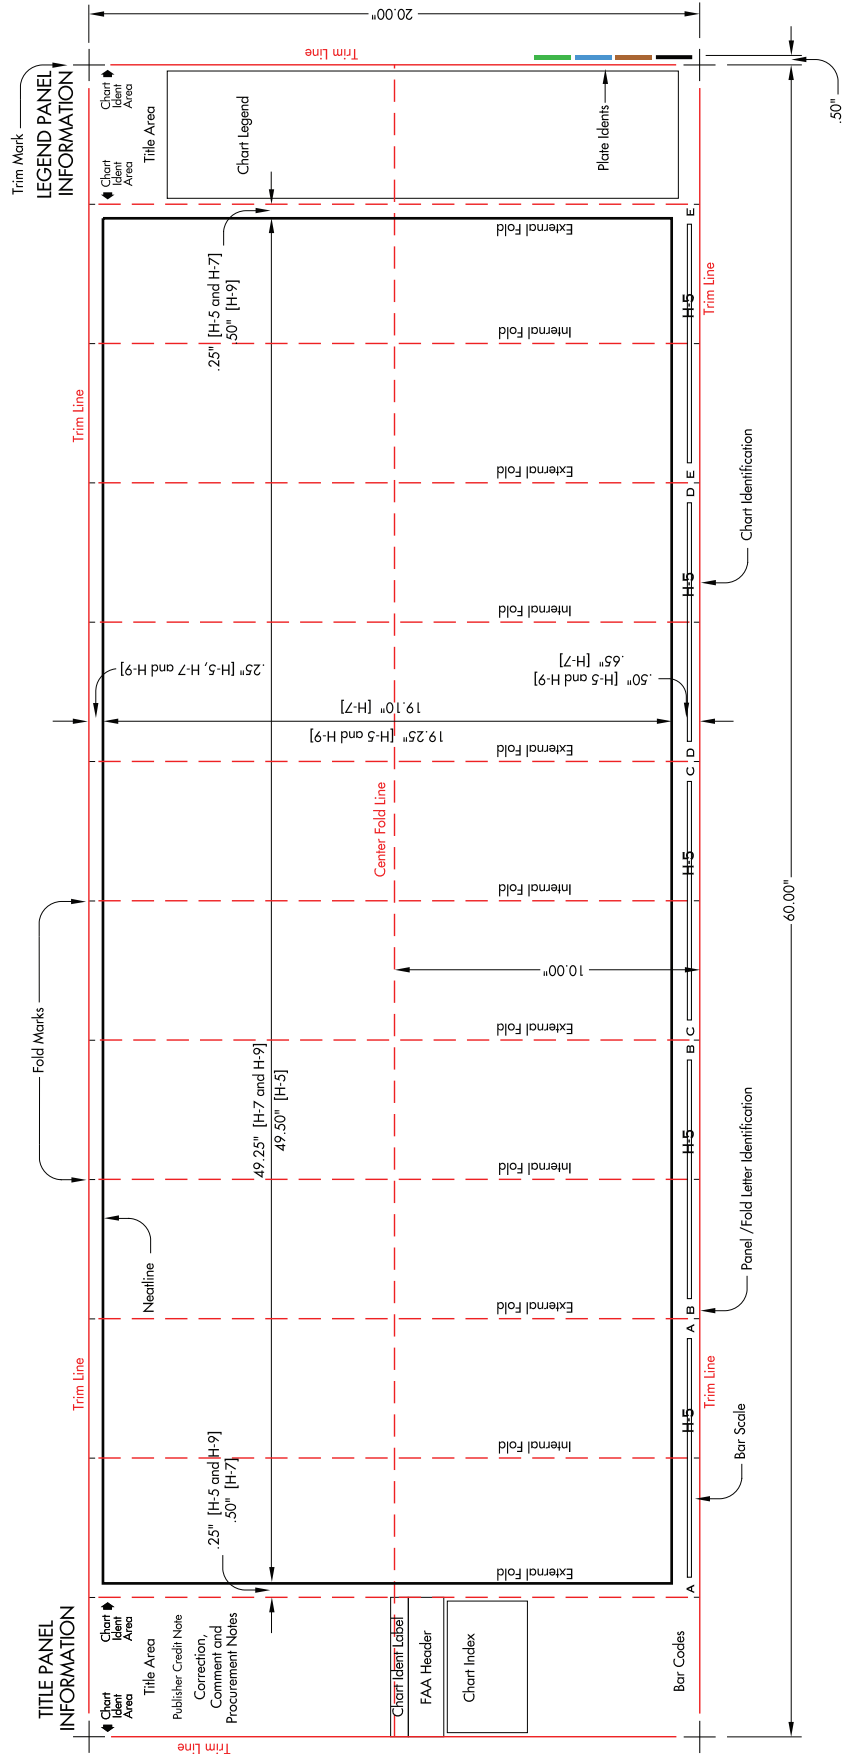 20.00"
Trim Line
Trim Mark
LEGEND PANEL
INFORMATION
Chart
Ident
Area
Chart
Ident
Area
Title Area
Chart Legend
Plate Idents
.50"
E
External Fold
.25" [H-5 and H-7]
.50" [H-9]
H-5
Trim Line
Internal Fold
Trim Line
External Fold
E
D
Chart Identification
H-5
Internal Fold
.25" [H-5, H-7 and H-9]
.50" [H-5 and H-9]
.65" [H-7]
19.10" [H-7]
19.25" [H-5 and H-9]
External Fold
D
C
Center Fold Line
H-5
Internal Fold
60.00"
10.00"
Fold Marks
External Fold
C
B
49.25" [H-7 and H-9]
49.50" [H-5]
H-5
Internal Fold
Panel / Fold Letter Identification
Neatline
External Fold
B
A
Trim Line
Trim Line
H-5
Internal Fold
Bar Scale
.25" [H-5 and H-9]
.50" [H-7]
External Fold
A
TITLE PANEL
INFORMATION
Chart
Ident
Area
Chart
Ident
Area
Title Area
Publisher Credit Note
Correction,
Comment and
Procurement Notes
Chart Ident Label
FAA Header
Chart Index
Bar Codes
Trim Line